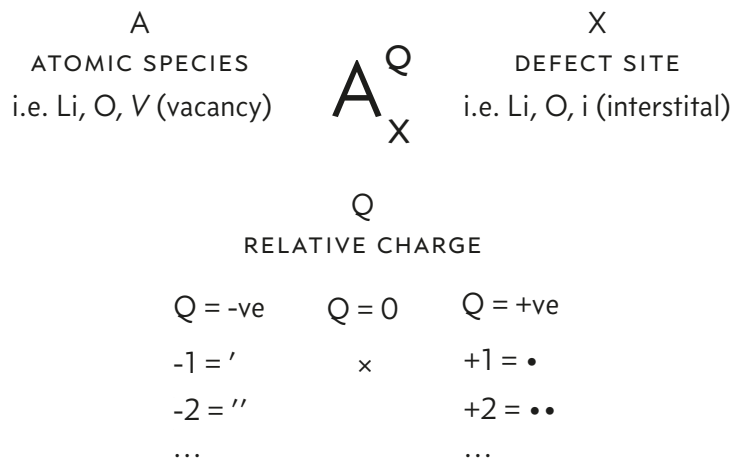 A
ATOMIC SPECIES
i.e. Li, O, V (vacancy)
A Q X
X
DEFECT SITE
i.e. Li, O, i (interstital)
Q
RELATIVE CHARGE
Q = -ve Q = 0 Q = +ve
-1 = ′ × +1 = •
-2 = ′′ +2 = ••
... ...